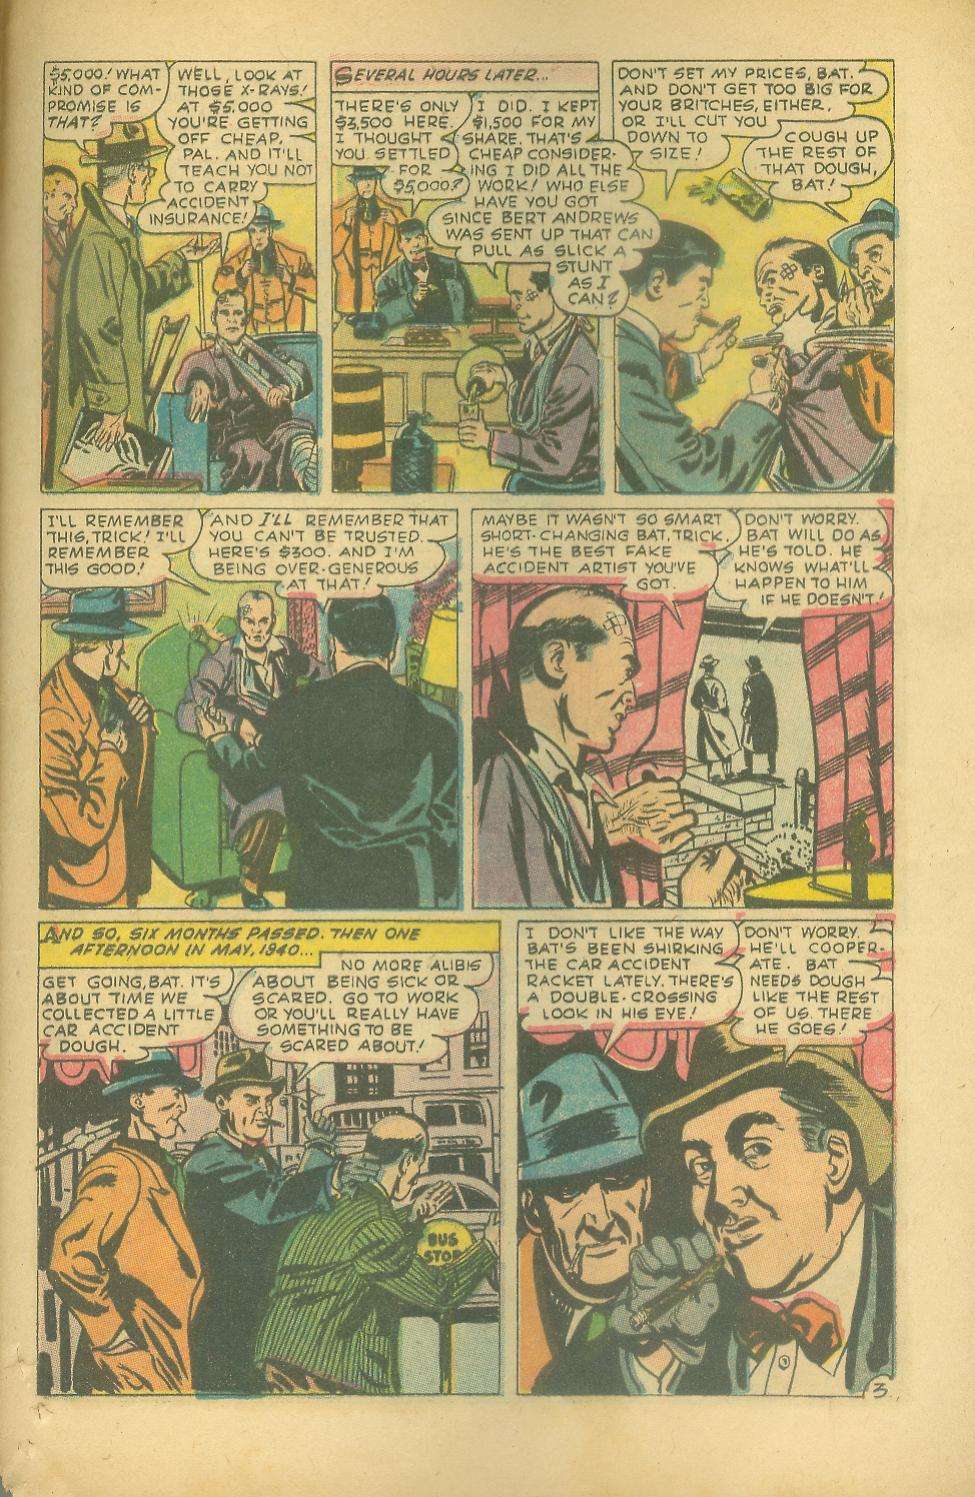 $5,000! WHAT
KIND OF COM-
PROMISE IS
THAT?
WELL, LOOK AT
THOSE X-RAYS!
AT $5,000
YOU'RE GETTING
OFF CHEAP,
PAL. AND IT'LL
TEACH YOU NOT
TO CARRY
ACCIDENT
INSURANCE!
SEVERAL HOURS LATER...
THERE'S ONLY
$3,500 HERE.
I THOUGHT
YOU SETTLED
FOR
$5,000?
I DID. I KEPT
$1,500 FOR MY
SHARE. THAT'S
CHEAP CONSIDER-
ING I DID ALL THE
WORK! WHO ELSE
HAVE YOU GOT
SINCE BERT ANDREWS
WAS SENT UP THAT CAN
PULL AS SLICK A
STUNT
AS I
CAN?
DON'T SET MY PRICES, BAT.
AND DON'T GET TOO BIG FOR
YOUR BRITCHES, EITHER,
OR I'LL CUT YOU
DOWN TO
SIZE!
COUGH UP
THE REST OF
THAT DOUGH,
BAT!
I'LL REMEMBER
THIS, TRICK! I'LL
REMEMBER
THIS GOOD!
AND I'LL REMEMBER THAT
YOU CAN'T BE TRUSTED.
HERE'S $300. AND I'M
BEING OVER-GENEROUS
AT THAT!
MAYBE IT WASN'T SO SMART
SHORT-CHANGING BAT, TRICK.
HE'S THE BEST FAKE
ACCIDENT ARTIST YOU'VE
GOT.
DON'T WORRY.
BAT WILL DO AS
HE'S TOLD. HE
KNOWS WHAT'LL
HAPPEN TO HIM
IF HE DOESN'T!
AND SO, SIX MONTHS PASSED. THEN ONE
AFTERNOON IN MAY, 1940...
GET GOING, BAT. IT'S
ABOUT TIME WE
COLLECTED A LITTLE
CAR ACCIDENT
DOUGH.
NO MORE ALIBIS
ABOUT BEING SICK OR
SCARED. GO TO WORK
OR YOU'LL REALLY HAVE
SOMETHING TO BE
SCARED ABOUT!
BUS
STOP
I DON'T LIKE THE WAY
BAT'S BEEN SHIRKING
THE CAR ACCIDENT
RACKET LATELY. THERE'S
A DOUBLE-CROSSING
LOOK IN HIS EYE!
DON'T WORRY.
HE'LL COOPER-
ATE. BAT
NEEDS DOUGH
LIKE THE REST
OF US. THERE
HE GOES!
3